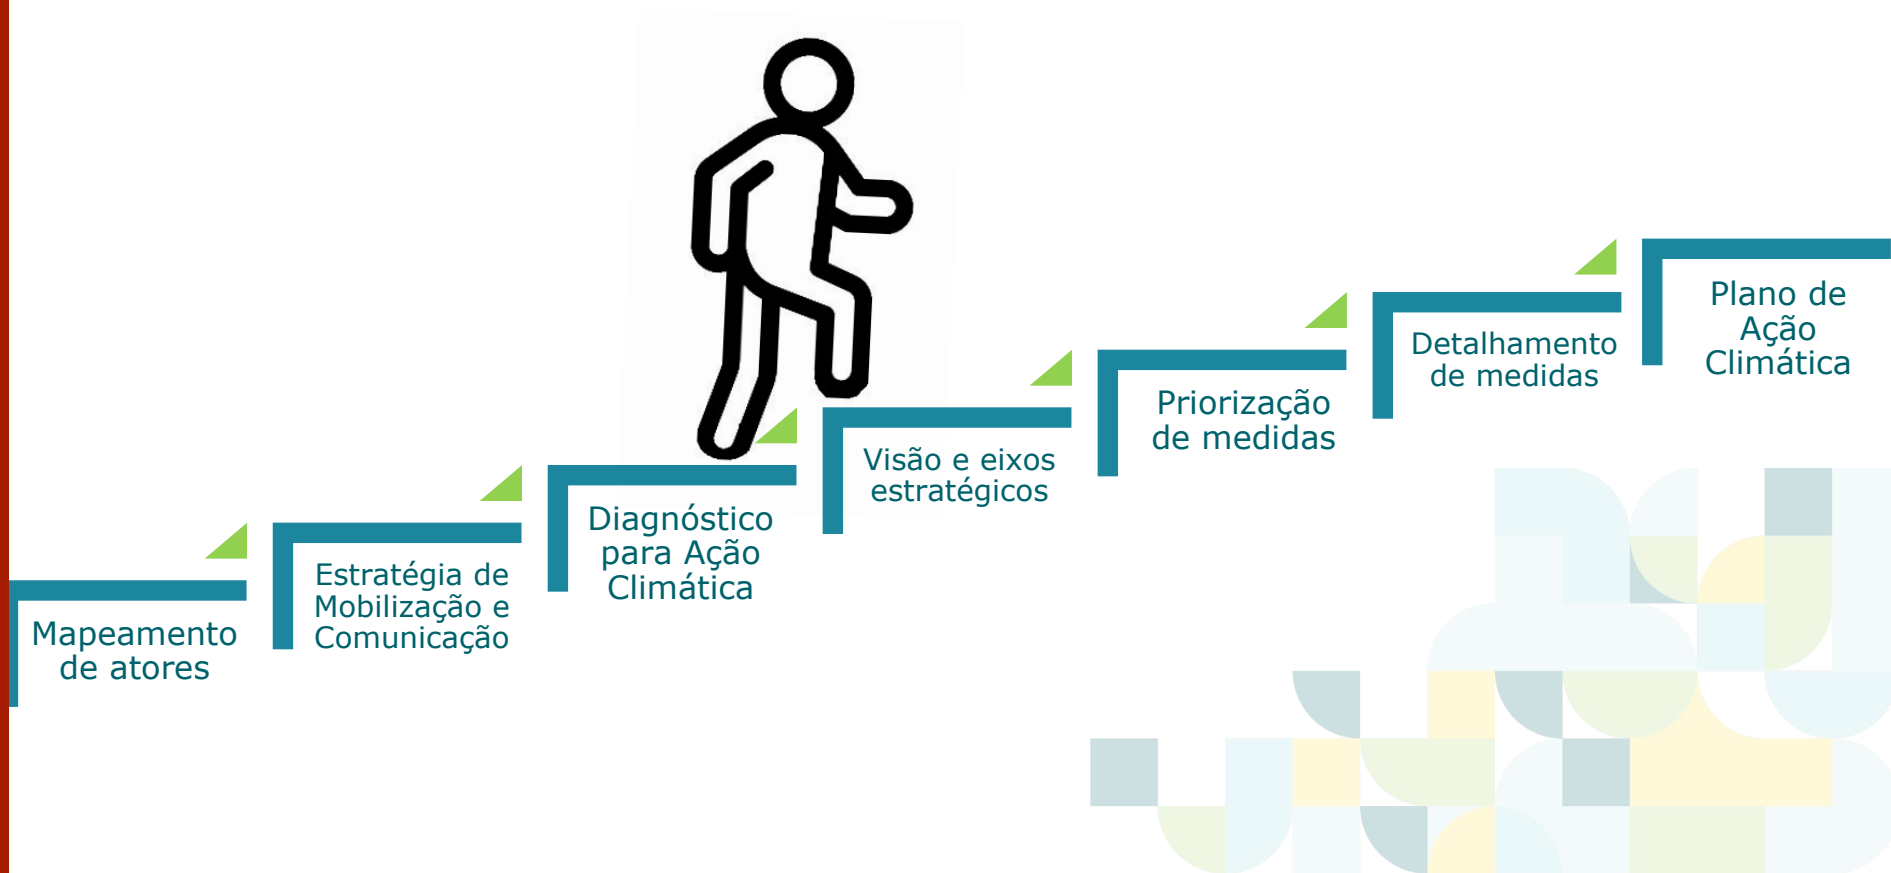 Mapeamento
de atores
Estratégia de
Mobilização e
Comunicação
Diagnóstico
para Ação
Climática
Visão e eixos
estratégicos
Priorização
de medidas
Detalhamento
de medidas
Plano de
Ação
Climática